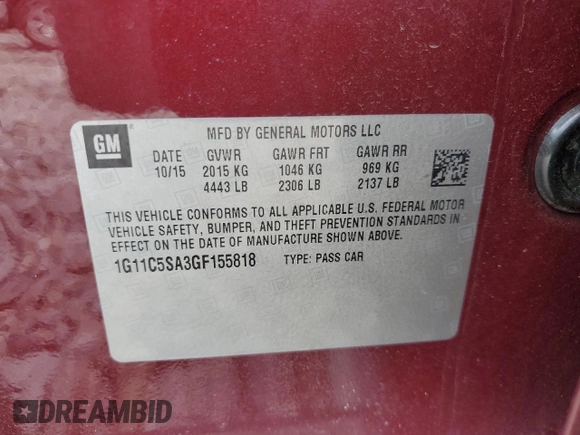 GM
MFD BY GENERAL MOTORS LLC
DATE GVWR GAWR FRT GAWR RR
10/15 2015 KG 1046 KG 969 KG
4443 LB 2306 LB 2137 LB
THIS VEHICLE CONFORMS TO ALL APPLICABLE U.S. FEDERAL MOTOR
VEHICLE SAFETY, BUMPER, AND THEFT PREVENTION STANDARDS IN
EFFECT ON THE DATE OF MANUFACTURE SHOWN ABOVE.
1G11C5SA3GF155818 TYPE: PASS CAR
DREAMBID